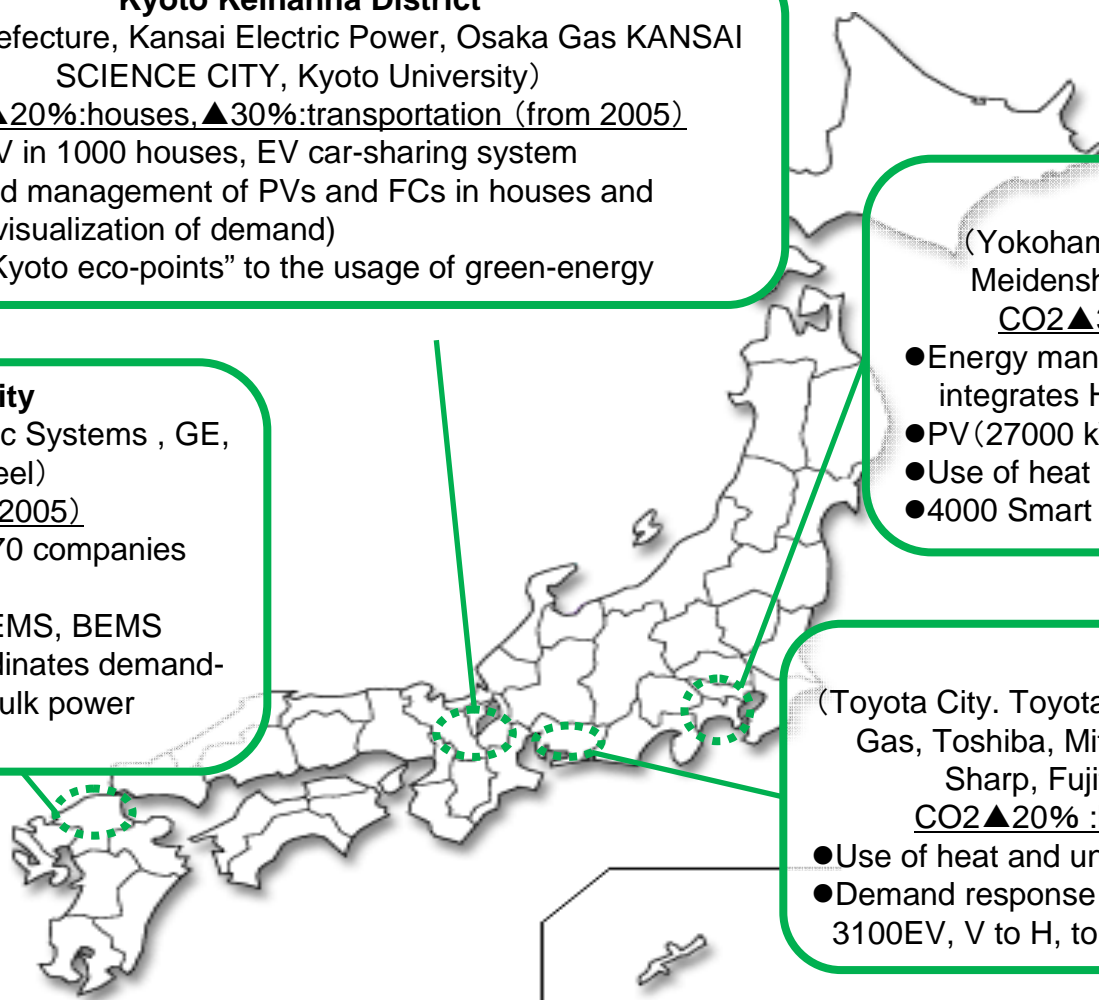 Kyoto Keihanna District
efecture, Kansai Electric Power, Osaka Gas KANSAI
SCIENCE CITY, Kyoto University）
▲20%:houses,▲30%:transportation（from 2005）
V in 1000 houses, EV car-sharing system
d management of PVs and FCs in houses and
visualization of demand)
Kyoto eco-points” to the usage of green-energy
（Yokoham
Meidensh
CO2▲3
●Energy man
integrates H
●PV（27000 k
●Use of heat
●4000 Smart
ity
c Systems , GE,
eel）
2005）
70 companies
EMS, BEMS
dinates demand-
ulk power
（Toyota City. Toyota
Gas, Toshiba, Mit
Sharp, Fuji
CO2▲20% :
●Use of heat and un
●Demand response
3100EV, V to H, to